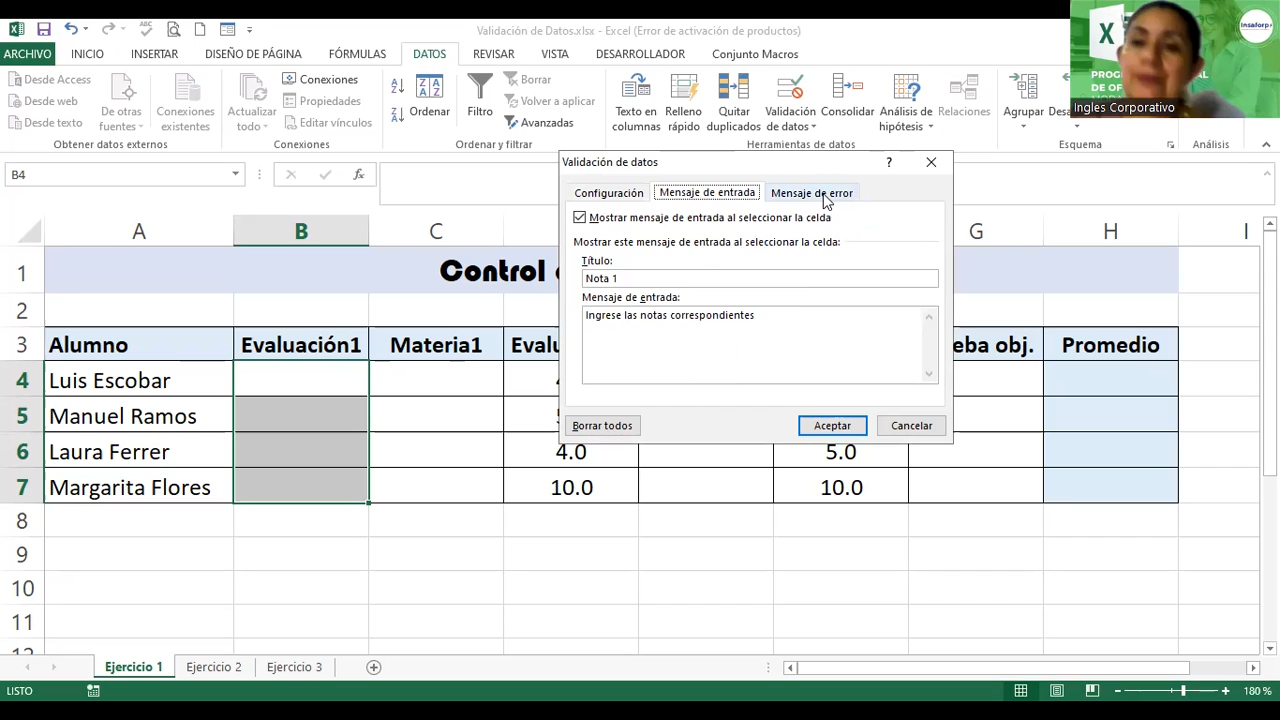 Validación de Datos.xlsx - Excel (Error de activación de productos)
ARCHIVO INICIO INSERTAR DISEÑO DE PÁGINA FÓRMULAS DATOS REVISAR VISTA DESARROLLADOR Conjunto Macros
Desde Access
Desde web
Desde texto
De otras fuentes
Conexiones existentes
Obtener datos externos
Actualizar todo
Conexiones
Propiedades
Editar vínculos
Conexiones
Ordenar
Filtro
Borrar
Volver a aplicar
Avanzadas
Ordenar y filtrar
Texto en columnas
Relleno rápido
Quitar duplicados
Validación de datos
Consolidar
Análisis de hipótesis
Relaciones
Herramientas de datos
Agrupar
Esquema
Análisis
Insaforp
Ingles Corporativo
B4
fx
Validación de datos
?
Configuración Mensaje de entrada Mensaje de error
Mostrar mensaje de entrada al seleccionar la celda
Mostrar este mensaje de entrada al seleccionar la celda:
Título:
Nota 1
Mensaje de entrada:
Ingrese las notas correspondientes
Borrar todos Aceptar Cancelar
A B C G H I
1 Control
2
3 Alumno Evaluación1 Materia1 Promedio
4 Luis Escobar
5 Manuel Ramos
6 Laura Ferrer 4.0 5.0
7 Margarita Flores 10.0 10.0
8
9
10
11
Ejercicio 1 Ejercicio 2 Ejercicio 3
LISTO 180 %